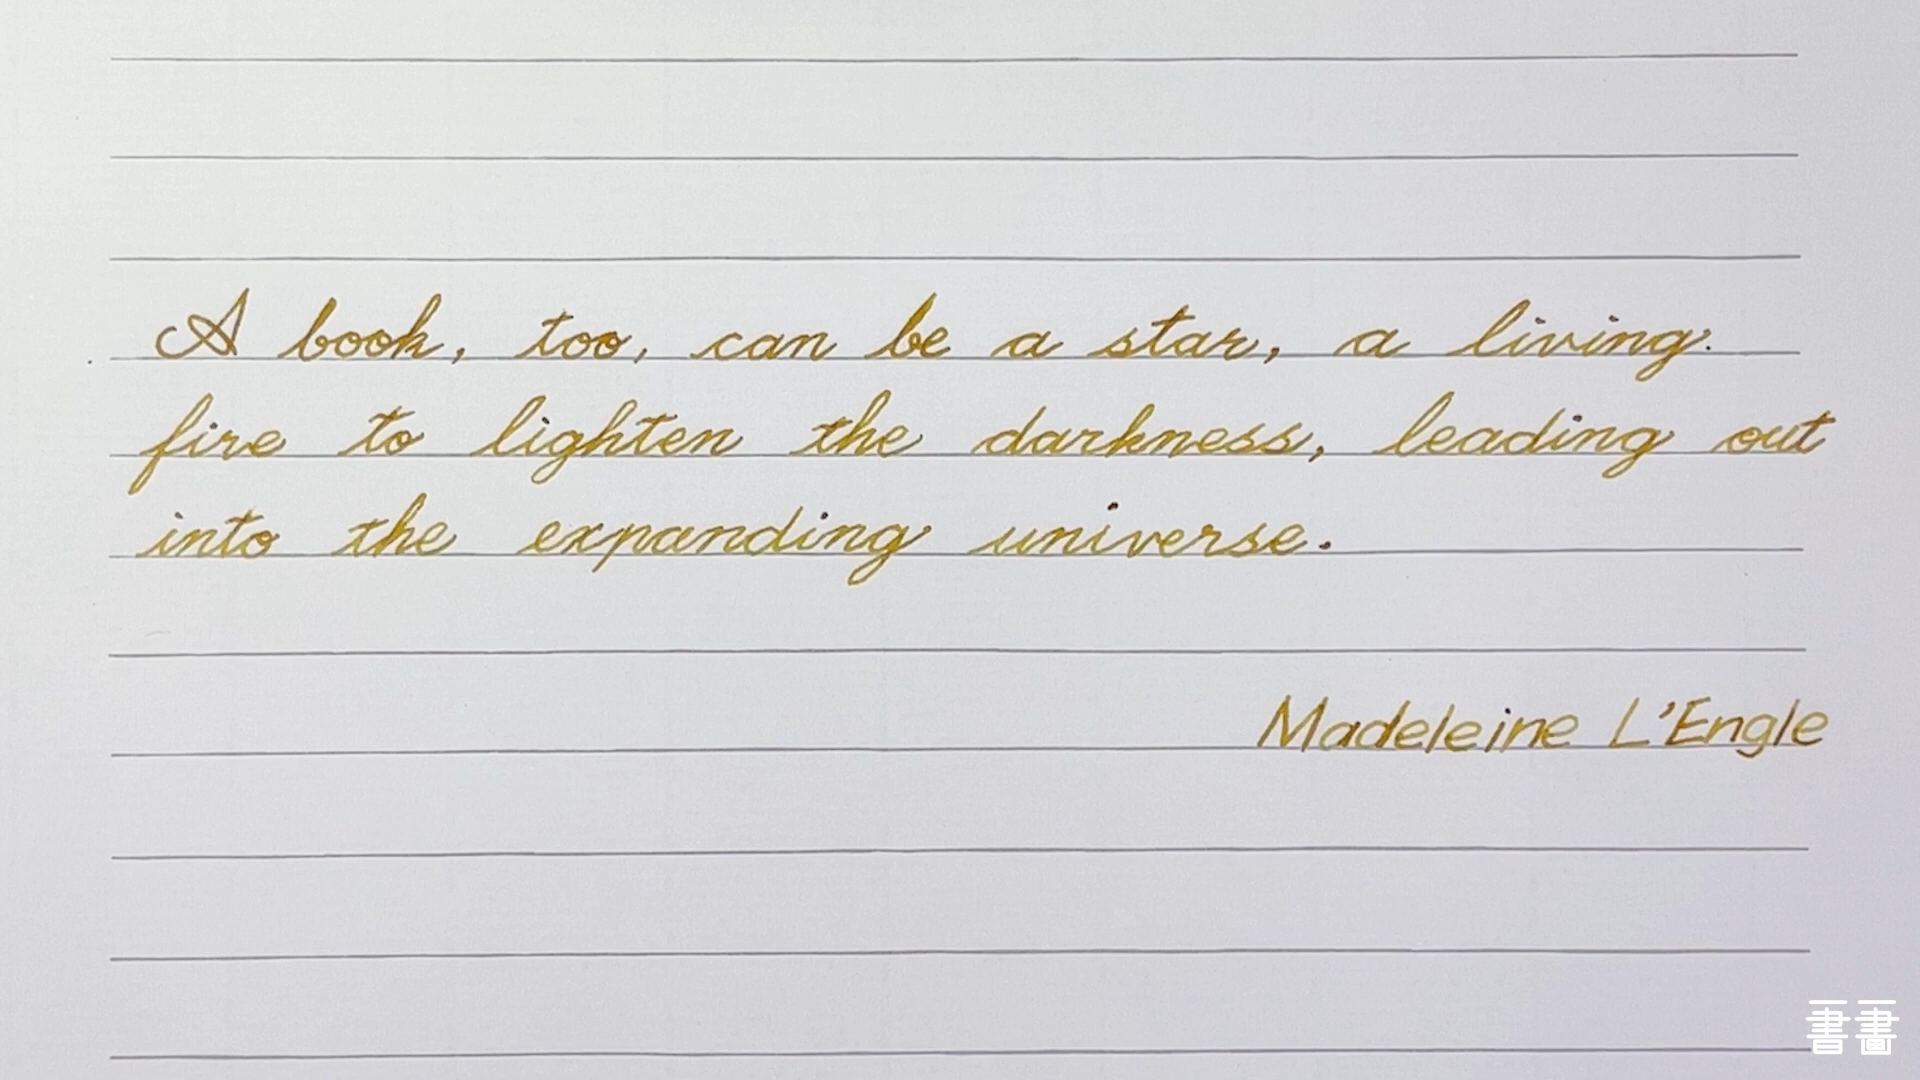 A book, too, can be a star, a living
fire to lighten the darkness, leading out
into the expanding universe.
Madeleine L'Engle
書畫